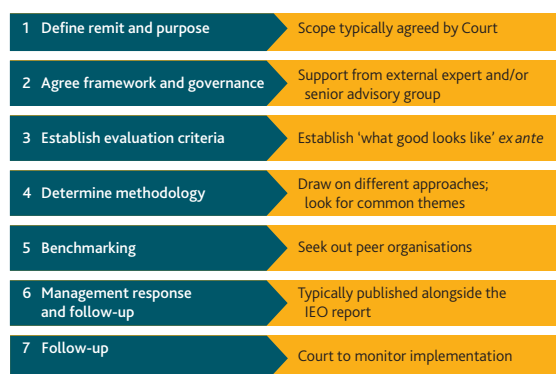 1 Define remit and purpose
Scope typically agreed by Court
2 Agree framework and governance
Support from external expert and/or
senior advisory group
3 Establish evaluation criteria
Establish ‘what good looks like’ ex ante
4 Determine methodology
Draw on different approaches;
look for common themes
5 Benchmarking
Seek out peer organisations
6 Management response
and follow-up
Typically published alongside the
IEO report
7 Follow-up
Court to monitor implementation